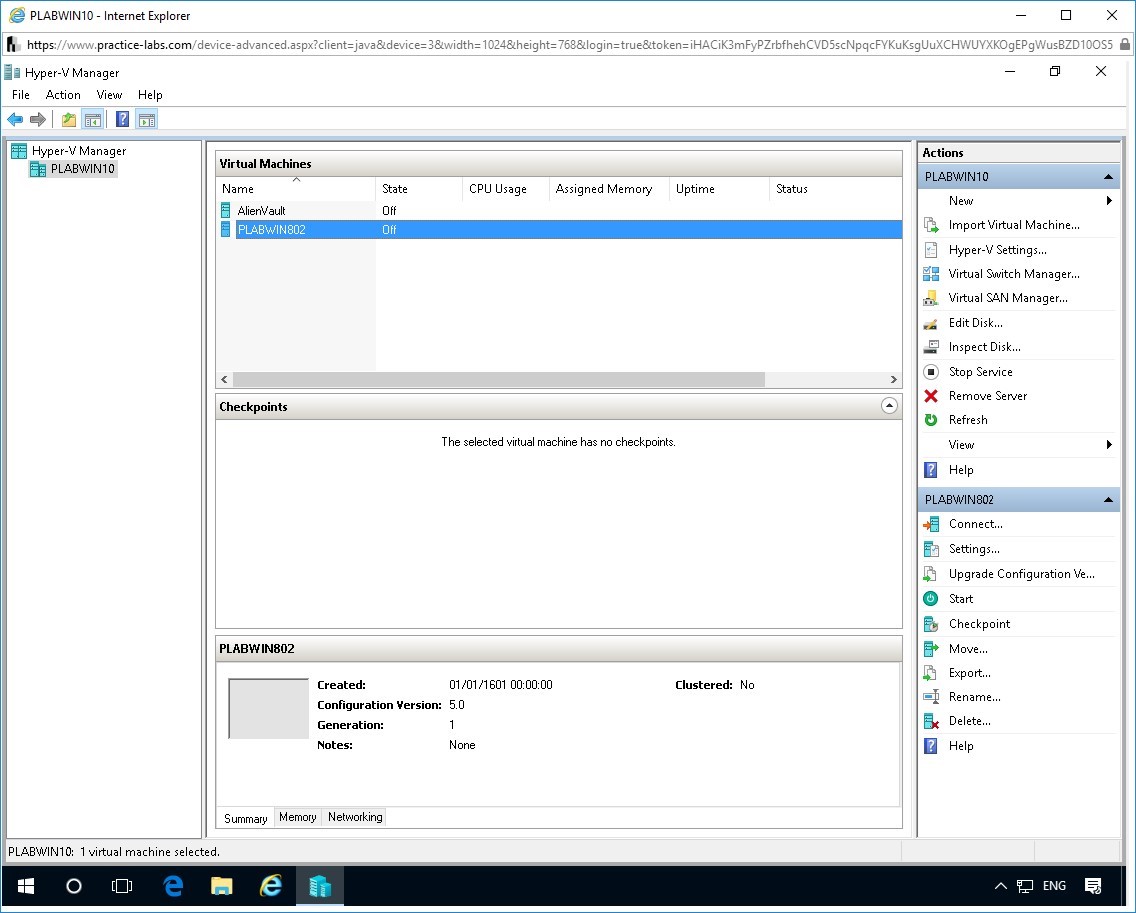 PLABWIN10 - Internet Explorer
https://www.practice-labs.com/device-advanced.aspx?client=java&device=3&width=1024&height=768&login=true&token=iHACiK3mFyPZrbfhehCVD5scNpqcFYKuKsgUuXCHWUYXKOgEPgWusBZD10OS5
Hyper-V Manager
File Action View Help
Hyper-V Manager
PLABWIN10
Virtual Machines
Name State CPU Usage Assigned Memory Uptime Status
AlienVault Off
PLABWIN802 Off
Checkpoints
The selected virtual machine has no checkpoints.
PLABWIN802
Created: 01/01/1601 00:00:00 Clustered: No
Configuration Version: 5.0
Generation: 1
Notes: None
Summary Memory Networking
Actions
PLABWIN10
New
Import Virtual Machine...
Hyper-V Settings...
Virtual Switch Manager...
Virtual SAN Manager...
Edit Disk...
Inspect Disk...
Stop Service
Remove Server
Refresh
View
Help
PLABWIN802
Connect...
Settings...
Upgrade Configuration Ve...
Start
Checkpoint
Move...
Export...
Rename...
Delete...
Help
PLABWIN10: 1 virtual machine selected.
ENG